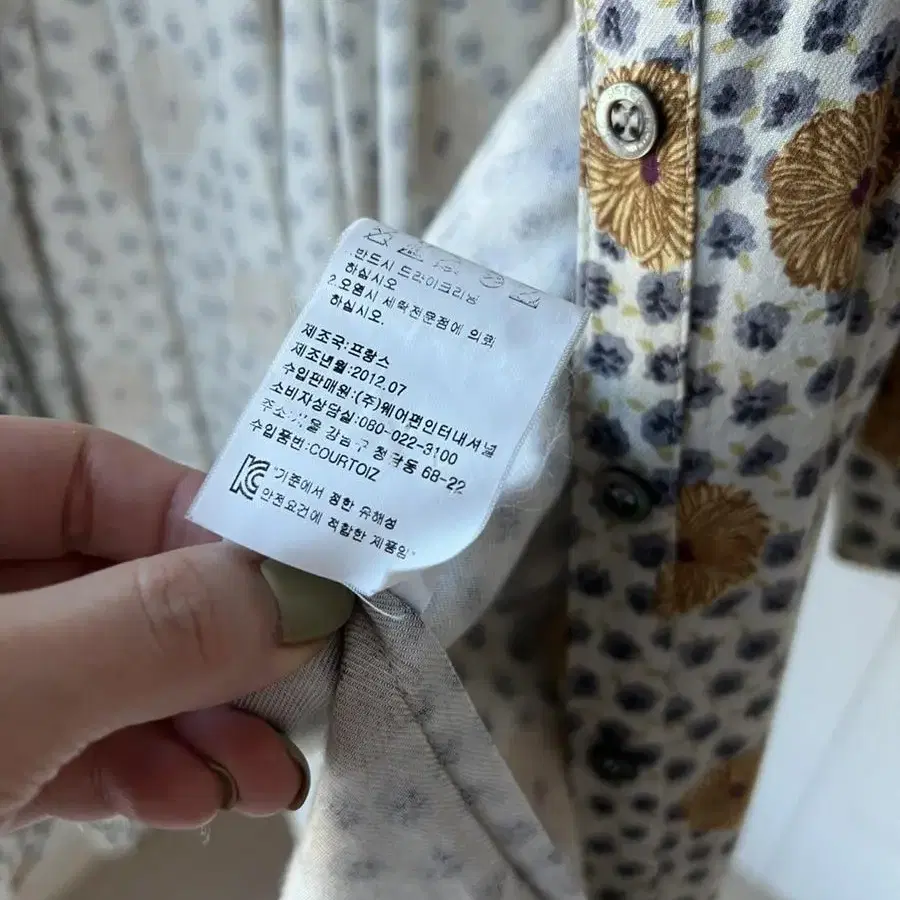 .반드시 드라이크리닝
하십시오
2.오염시 세탁전문점에 의뢰
하십시오.
제조국:프랑스
제조년월:2012.07
수입판매원:(주)웨어펀인터내셔널
소비자상담실:080-022-3100
주소:서울 강남구 청담동 68-22
수입품번:COURTOIZ
"기준에서 정한 유해성
안전요건에 적합한 제품임"